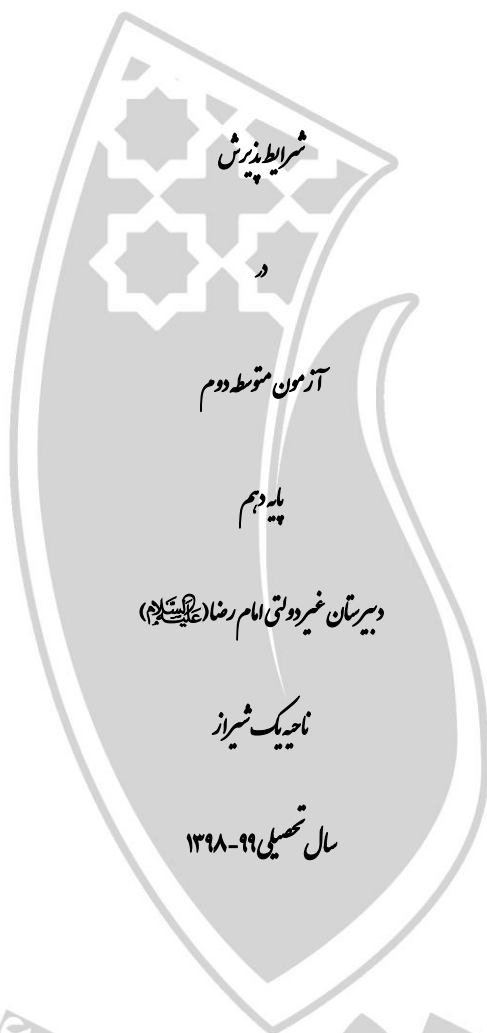 شرایط پذیرش
در
آزمون متوسطه دوم
پایه دهم
دبیرستان غیردولتی امام رضا(علیه‌السلام)
ناحیه یک شیراز
سال تحصیلی ۹۹-۱۳۹۸